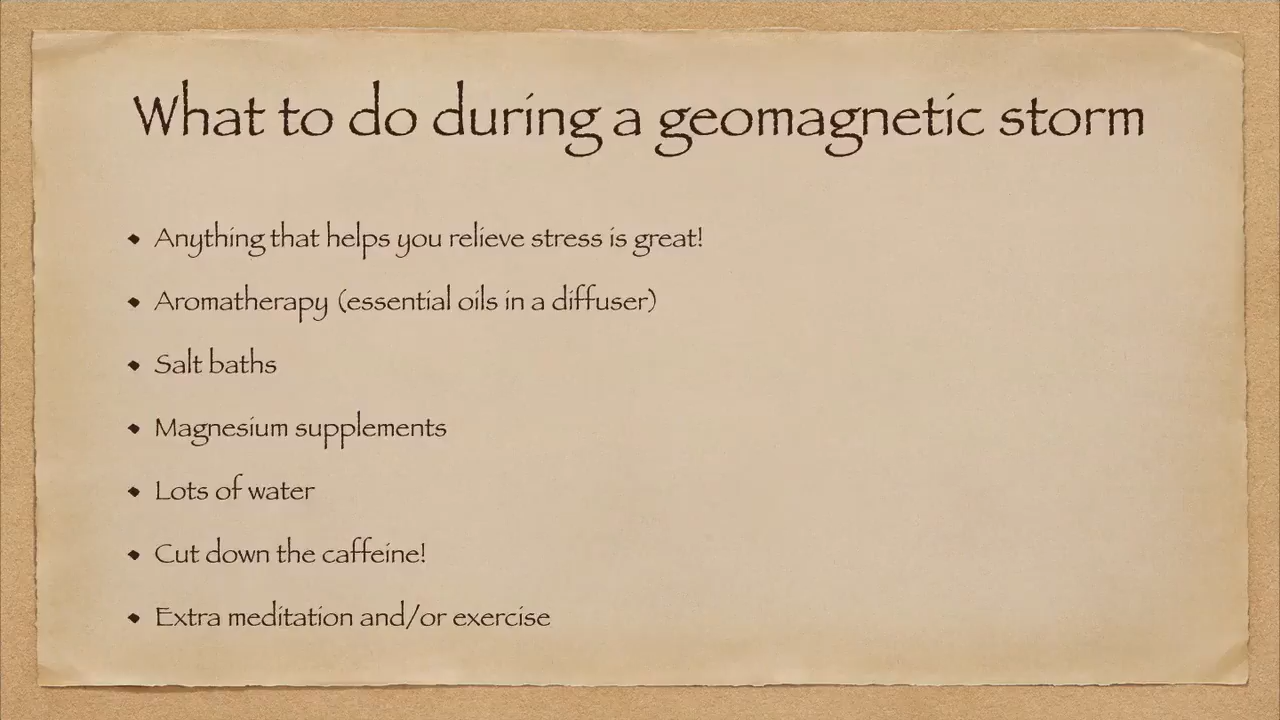 What to do during a geomagnetic storm
• Anything that helps you relieve stress is great!
• Aromatherapy (essential oils in a diffuser)
• Salt baths
• Magnesium supplements
• Lots of water
• Cut down the caffeine!
• Extra meditation and/or exercise